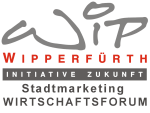 WiP
WIPPERFÜRTH
INITIATIVE ZUKUNFT
Stadtmarketing
WIRTSCHAFTSFORUM